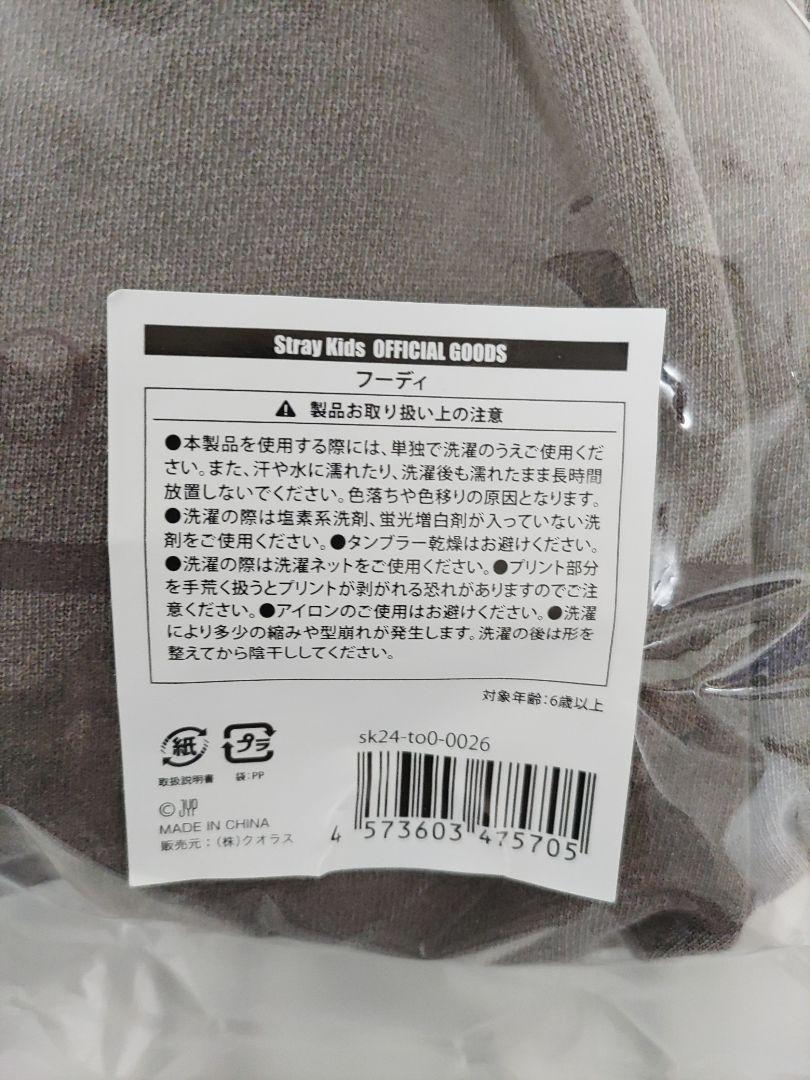 Stray Kids OFFICIAL GOODS
フーディ
製品お取り扱い上の注意
●本製品を使用する際には、単独で洗濯のうえご使用くだ
さい。また、汗や水に濡れたり、洗濯後も濡れたまま長時間
放置しないでください。色落ちや色移りの原因となります。
●洗濯の際は塩素系洗剤、蛍光増白剤が入っていない洗
剤をご使用ください。●タンブラー乾燥はお避けください。
●洗濯の際は洗濯ネットをご使用ください。●プリント部分
を手荒く扱うとプリントが剥がれる恐れがありますのでご注
意ください。●アイロンのご使用はお避けください。●洗濯
により多少の縮みや型崩れが発生します。洗濯の後は形を
整えてから陰干ししてください。
対象年齢:6歳以上
紙
プラ
取扱説明書
袋:PP
sk24-to0-0026
© JYP
MADE IN CHINA
販売元：(株)クオラス
4 573603 475705